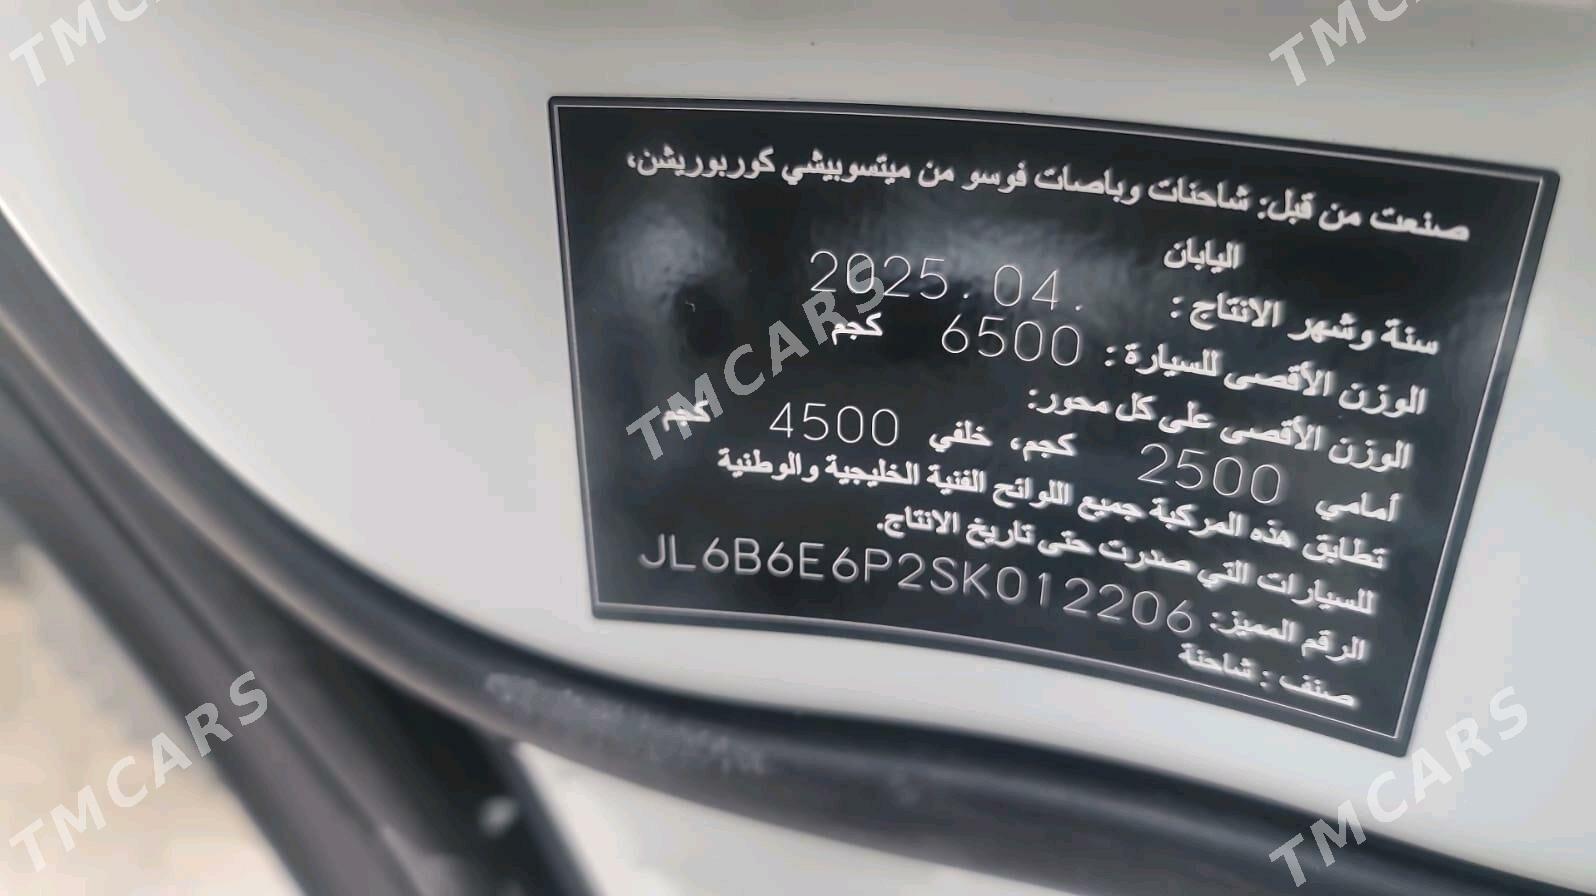 TMCARS
TMCARS
صنعت من قبل: شاحنات وباصات فوسو من ميتسوبيشي كوربوريشن،
اليابان
سنة وشهر الانتاج : 2025.04.
الوزن الأقصى للسيارة : 6500 كجم
الوزن الأقصى على كل محور:
أمامي 2500 كجم، خلفي 4500 كجم
TMCARS
تطابق هذه المركبة جميع اللوائح الفنية الخليجية والوطنية
للسيارات التي صدرت حتى تاريخ الانتاج.
الرقم المميز: JL6B6E6P2SK012206
صنف : شاحنة
TMCARS
TMCARS